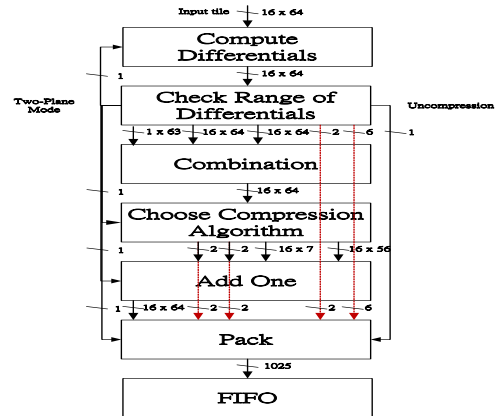 Input tile 16 x 64
Compute
Differentials
1 16 x 64
Two-Plane
Mode
Check Range of
Differentials
Uncompression
1 x 63 16 x 64 16 x 64 2 6 1
Combination
1 16 x 64
Choose Compression
Algorithm
1 2 2 16 x 7 16 x 56
Add One
1 16 x 64 2 2 2 6
Pack
1025
FIFO